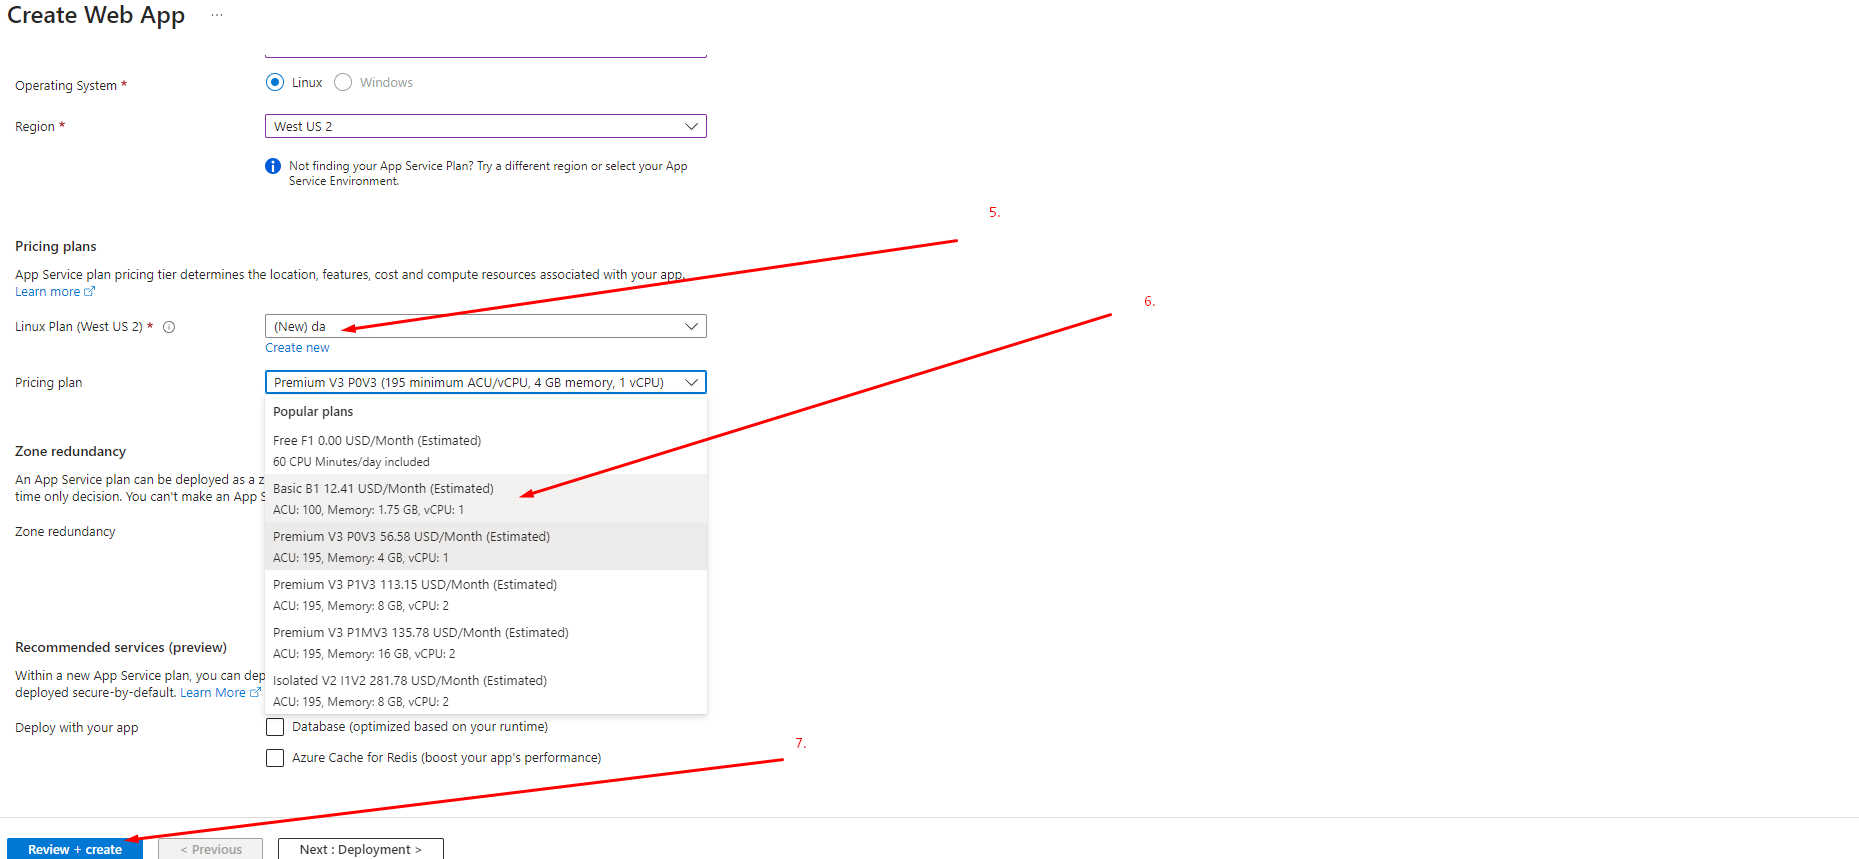 Create Web App ...
Operating System *
Linux
Windows
Region *
West US 2
Not finding your App Service Plan? Try a different region or select your App
Service Environment.
5.
Pricing plans
App Service plan pricing tier determines the location, features, cost and compute resources associated with your app.
Learn more
6.
Linux Plan (West US 2) *
(New) da
Create new
Pricing plan
Premium V3 P0V3 (195 minimum ACU/vCPU, 4 GB memory, 1 vCPU)
Popular plans
Free F1 0.00 USD/Month (Estimated)
60 CPU Minutes/day included
Basic B1 12.41 USD/Month (Estimated)
ACU: 100, Memory: 1.75 GB, vCPU: 1
Premium V3 P0V3 56.58 USD/Month (Estimated)
ACU: 195, Memory: 4 GB, vCPU: 1
Premium V3 P1V3 113.15 USD/Month (Estimated)
ACU: 195, Memory: 8 GB, vCPU: 2
Premium V3 P1MV3 135.78 USD/Month (Estimated)
ACU: 195, Memory: 16 GB, vCPU: 2
Isolated V2 I1V2 281.78 USD/Month (Estimated)
ACU: 195, Memory: 8 GB, vCPU: 2
Zone redundancy
An App Service plan can be deployed as a z
time only decision. You can't make an App S
Zone redundancy
Recommended services (preview)
Within a new App Service plan, you can dep
deployed secure-by-default. Learn More
Deploy with your app
Database (optimized based on your runtime)
7.
Azure Cache for Redis (boost your app's performance)
Review + create
< Previous
Next : Deployment >